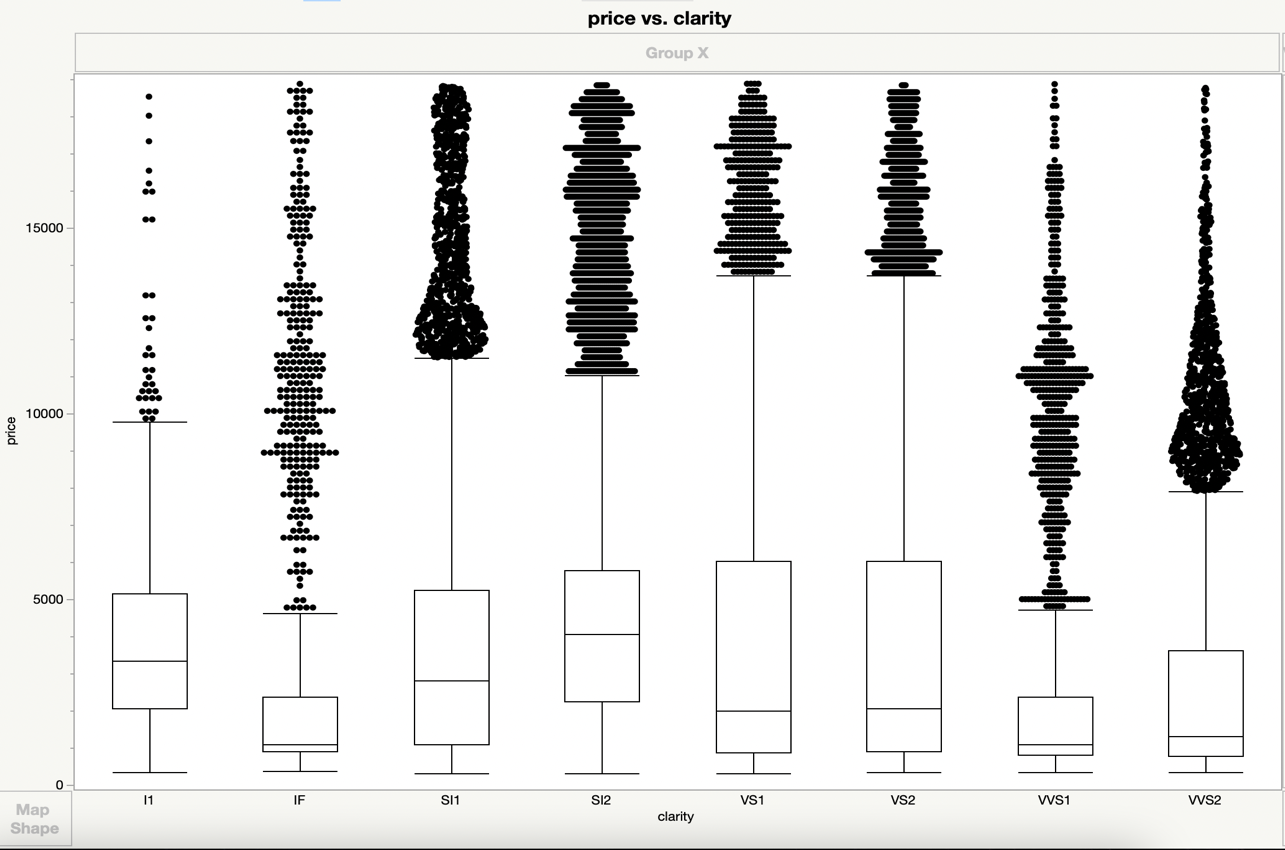 price vs. clarity
Group X
15000
10000
5000
0
price
I1 IF SI1 SI2 VS1 VS2 VVS1 VVS2
clarity
Map
Shape